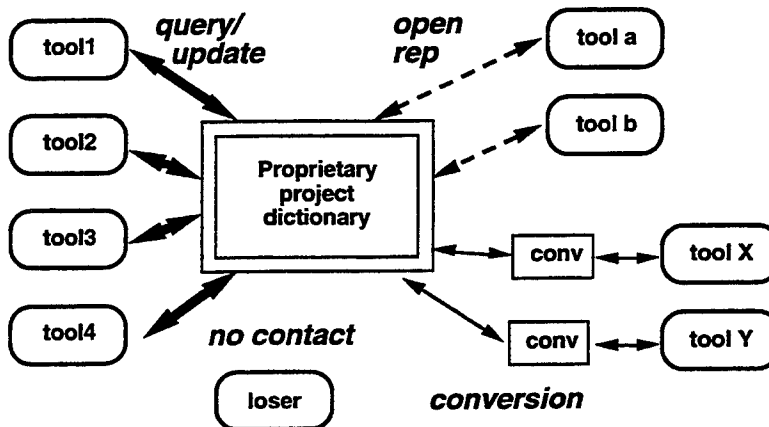 tool1
query/
update
open
rep
tool a
tool2
tool b
Proprietary
project
dictionary
tool3
conv
tool X
tool4
no contact
conv
tool Y
loser
conversion